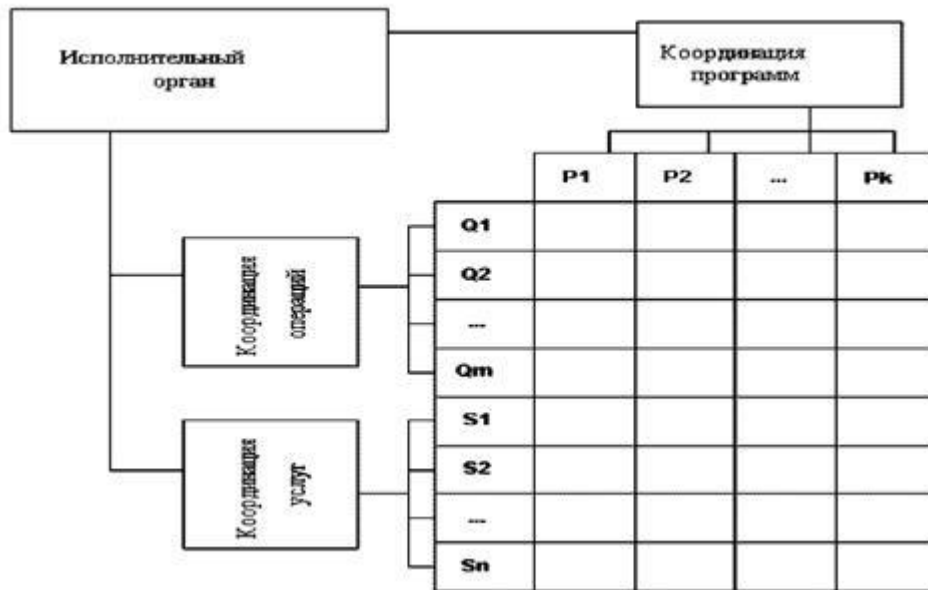 Исполнительный
орган
Координация
программ
P1 P2 ... Pk
Координация
операций
Q1
Q2
...
Qm
Координация
услуг
S1
S2
...
Sn